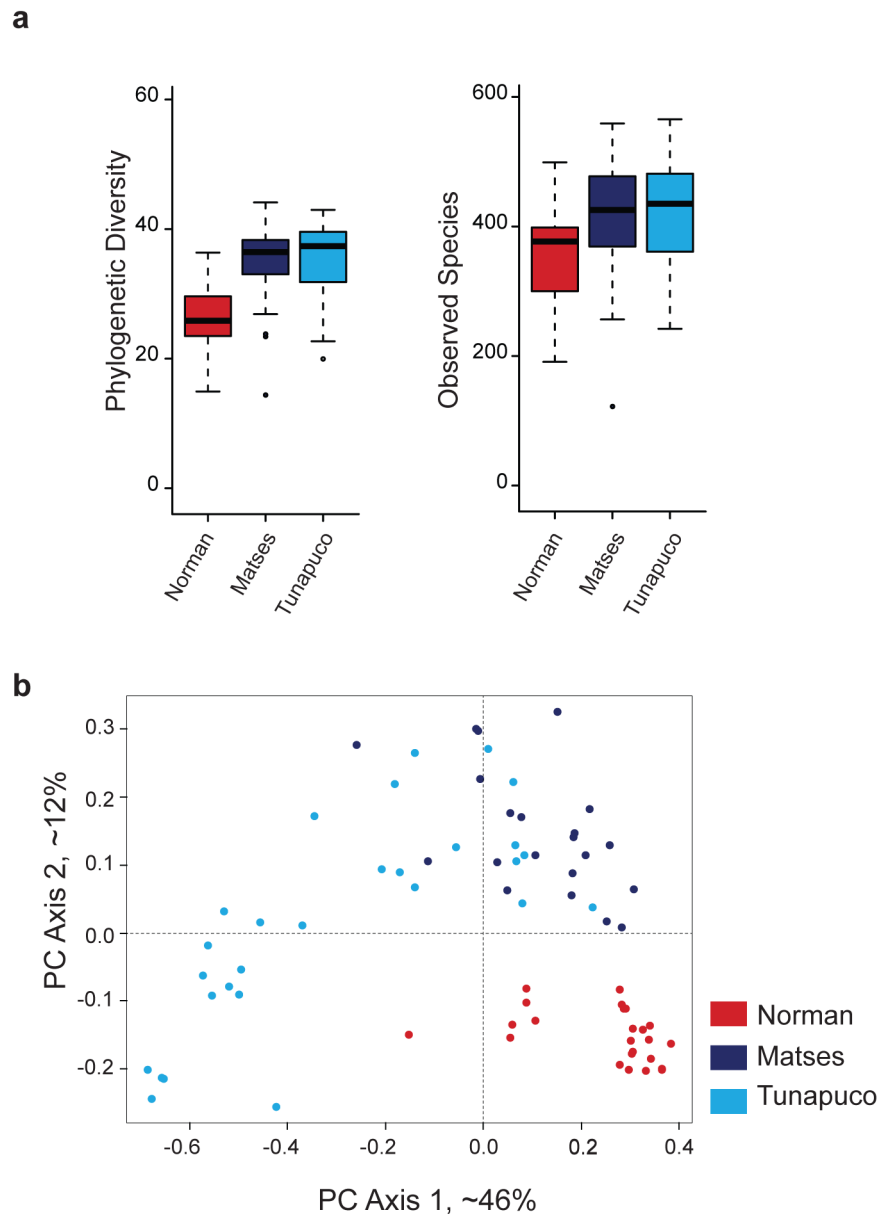 a
60
40
20
0
Phylogenetic Diversity
Norman
Matses
Tunapuco
600
400
200
0
Observed Species
Norman
Matses
Tunapuco
b
0.3
0.2
0.1
0.0
-0.1
-0.2
PC Axis 2, ~12%
-0.6
-0.4
-0.2
0.0
0.2
0.4
PC Axis 1, ~46%
Norman
Matses
Tunapuco